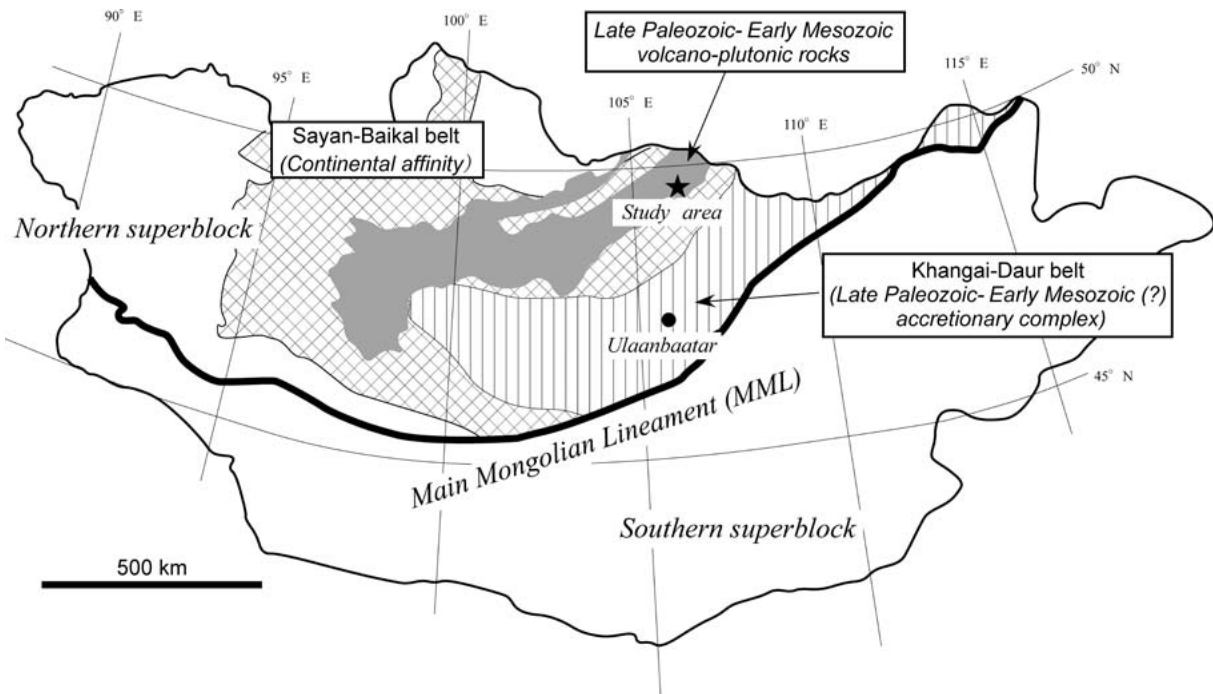 90° E
100° E
Late Paleozoic- Early Mesozoic
volcano-plutonic rocks
115° E
50° N
95° E
105° E
110° E
Sayan-Baikal belt
(Continental affinity)
Study area
Northern superblock
Khangai-Daur belt
(Late Paleozoic- Early Mesozoic (?)
accretionary complex)
Ulaanbaatar
45° N
Main Mongolian Lineament (MML)
Southern superblock
500 km